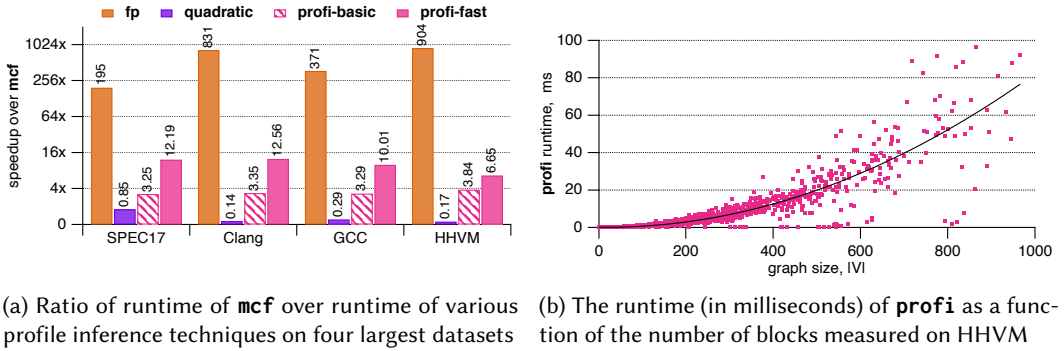 fp quadratic profi-basic profi-fast
speedup over mcf
1024x
256x
64x
16x
4x
0
195
0.85
3.25
12.19
831
0.14
3.35
12.56
371
0.29
3.29
10.01
904
0.17
3.84
6.65
SPEC17 Clang GCC HHVM
(a) Ratio of runtime of mcf over runtime of various
profile inference techniques on four largest datasets
profi runtime, ms
100
80
60
40
20
0
0 200 400 600 800 1000
graph size, |V|
(b) The runtime (in milliseconds) of profi as a func-
tion of the number of blocks measured on HHVM